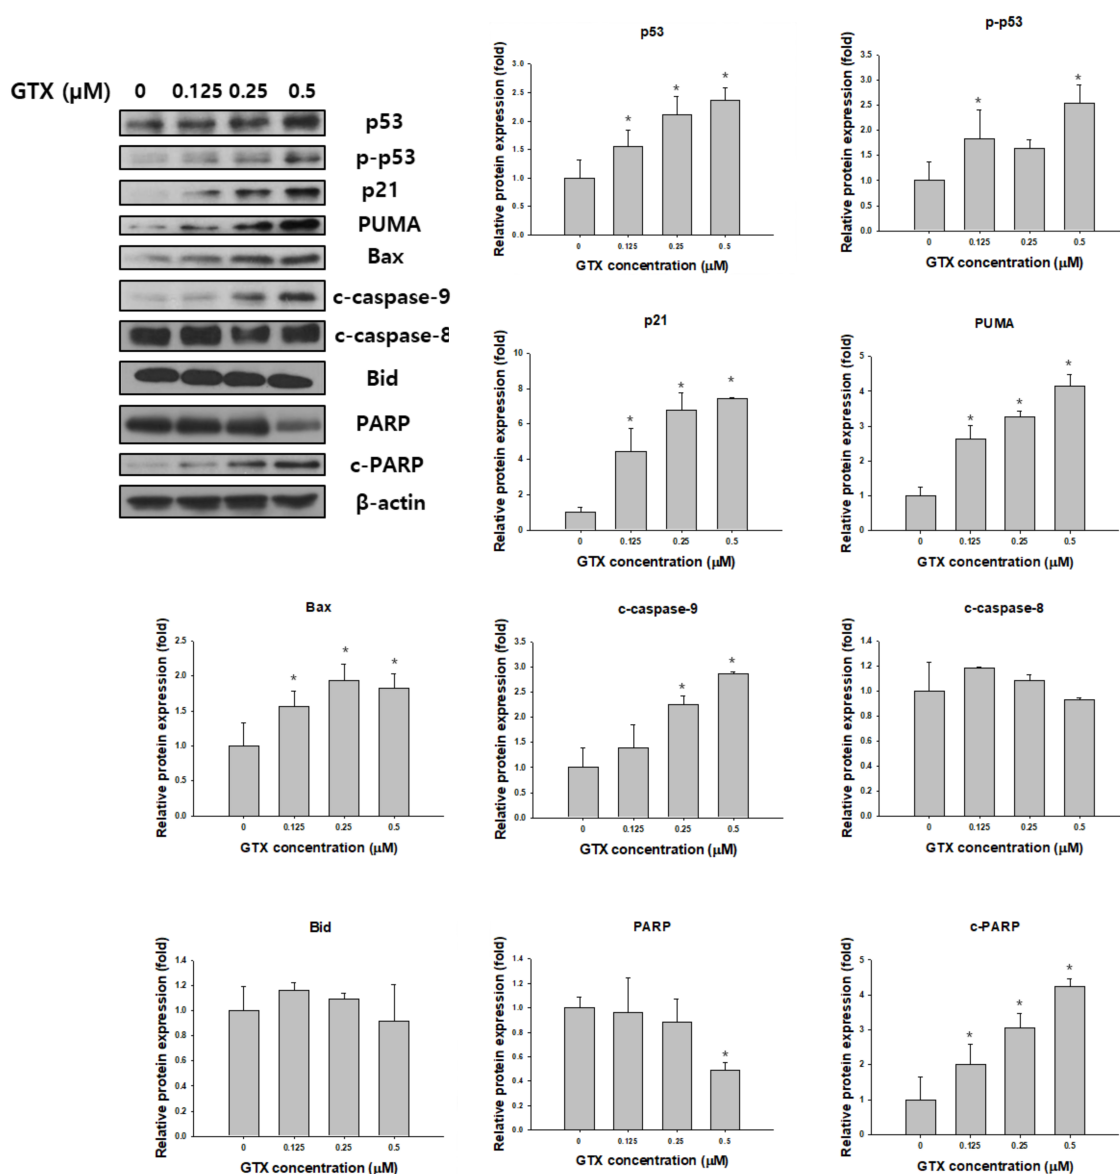 GTX (μM) 0 0.125 0.25 0.5
p53
p-p53
p21
PUMA
Bax
c-caspase-9
c-caspase-8
Bid
PARP
c-PARP
β-actin
p53
Relative protein expression (fold)
3.0
2.5
2.0
1.5
1.0
0.5
0.0
* * *
0 0.125 0.25 0.5
GTX concentration (μM)
p-p53
Relative protein expression (fold)
3.5
3.0
2.5
2.0
1.5
1.0
0.5
0.0
* *
0 0.125 0.25 0.5
GTX concentration (μM)
p21
Relative protein expression (fold)
10
8
6
4
2
0
* * *
0 0.125 0.25 0.5
GTX concentration (μM)
PUMA
Relative protein expression (fold)
5
4
3
2
1
0
* * *
0 0.125 0.25 0.5
GTX concentration (μM)
Bax
Relative protein expression (fold)
2.5
2.0
1.5
1.0
0.5
0.0
* * *
0 0.125 0.25 0.5
GTX concentration (μM)
c-caspase-9
Relative protein expression (fold)
3.5
3.0
2.5
2.0
1.5
1.0
0.5
0.0
* *
0 0.125 0.25 0.5
GTX concentration (μM)
c-caspase-8
Relative protein expression (fold)
1.4
1.2
1.0
0.8
0.6
0.4
0.2
0.0
0 0.125 0.25 0.5
GTX concentration (μM)
Bid
Relative protein expression (fold)
1.4
1.2
1.0
0.8
0.6
0.4
0.2
0.0
0 0.125 0.25 0.5
GTX concentration (μM)
PARP
Relative protein expression (fold)
1.4
1.2
1.0
0.8
0.6
0.4
0.2
0.0
*
0 0.125 0.25 0.5
GTX concentration (μM)
c-PARP
Relative protein expression (fold)
5
4
3
2
1
0
* * *
0 0.125 0.25 0.5
GTX concentration (μM)